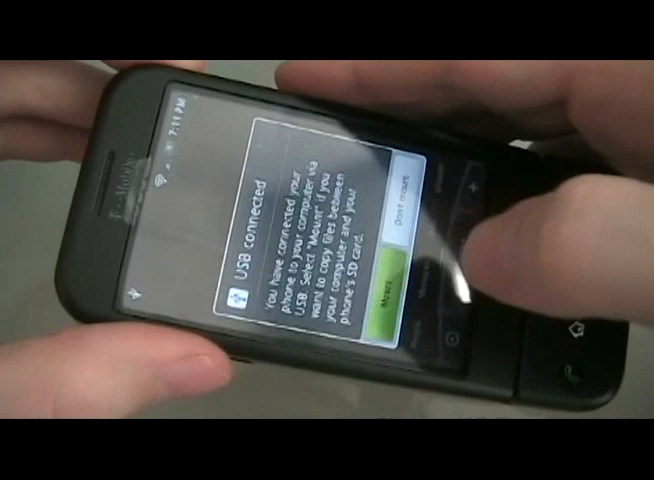 T-Mobile
7:11 PM
USB connected
You have connected your
phone to your computer via
USB. Select "Mount" if you
want to copy files between
your computer and your
phone's SD card.
Mount
Don't mount